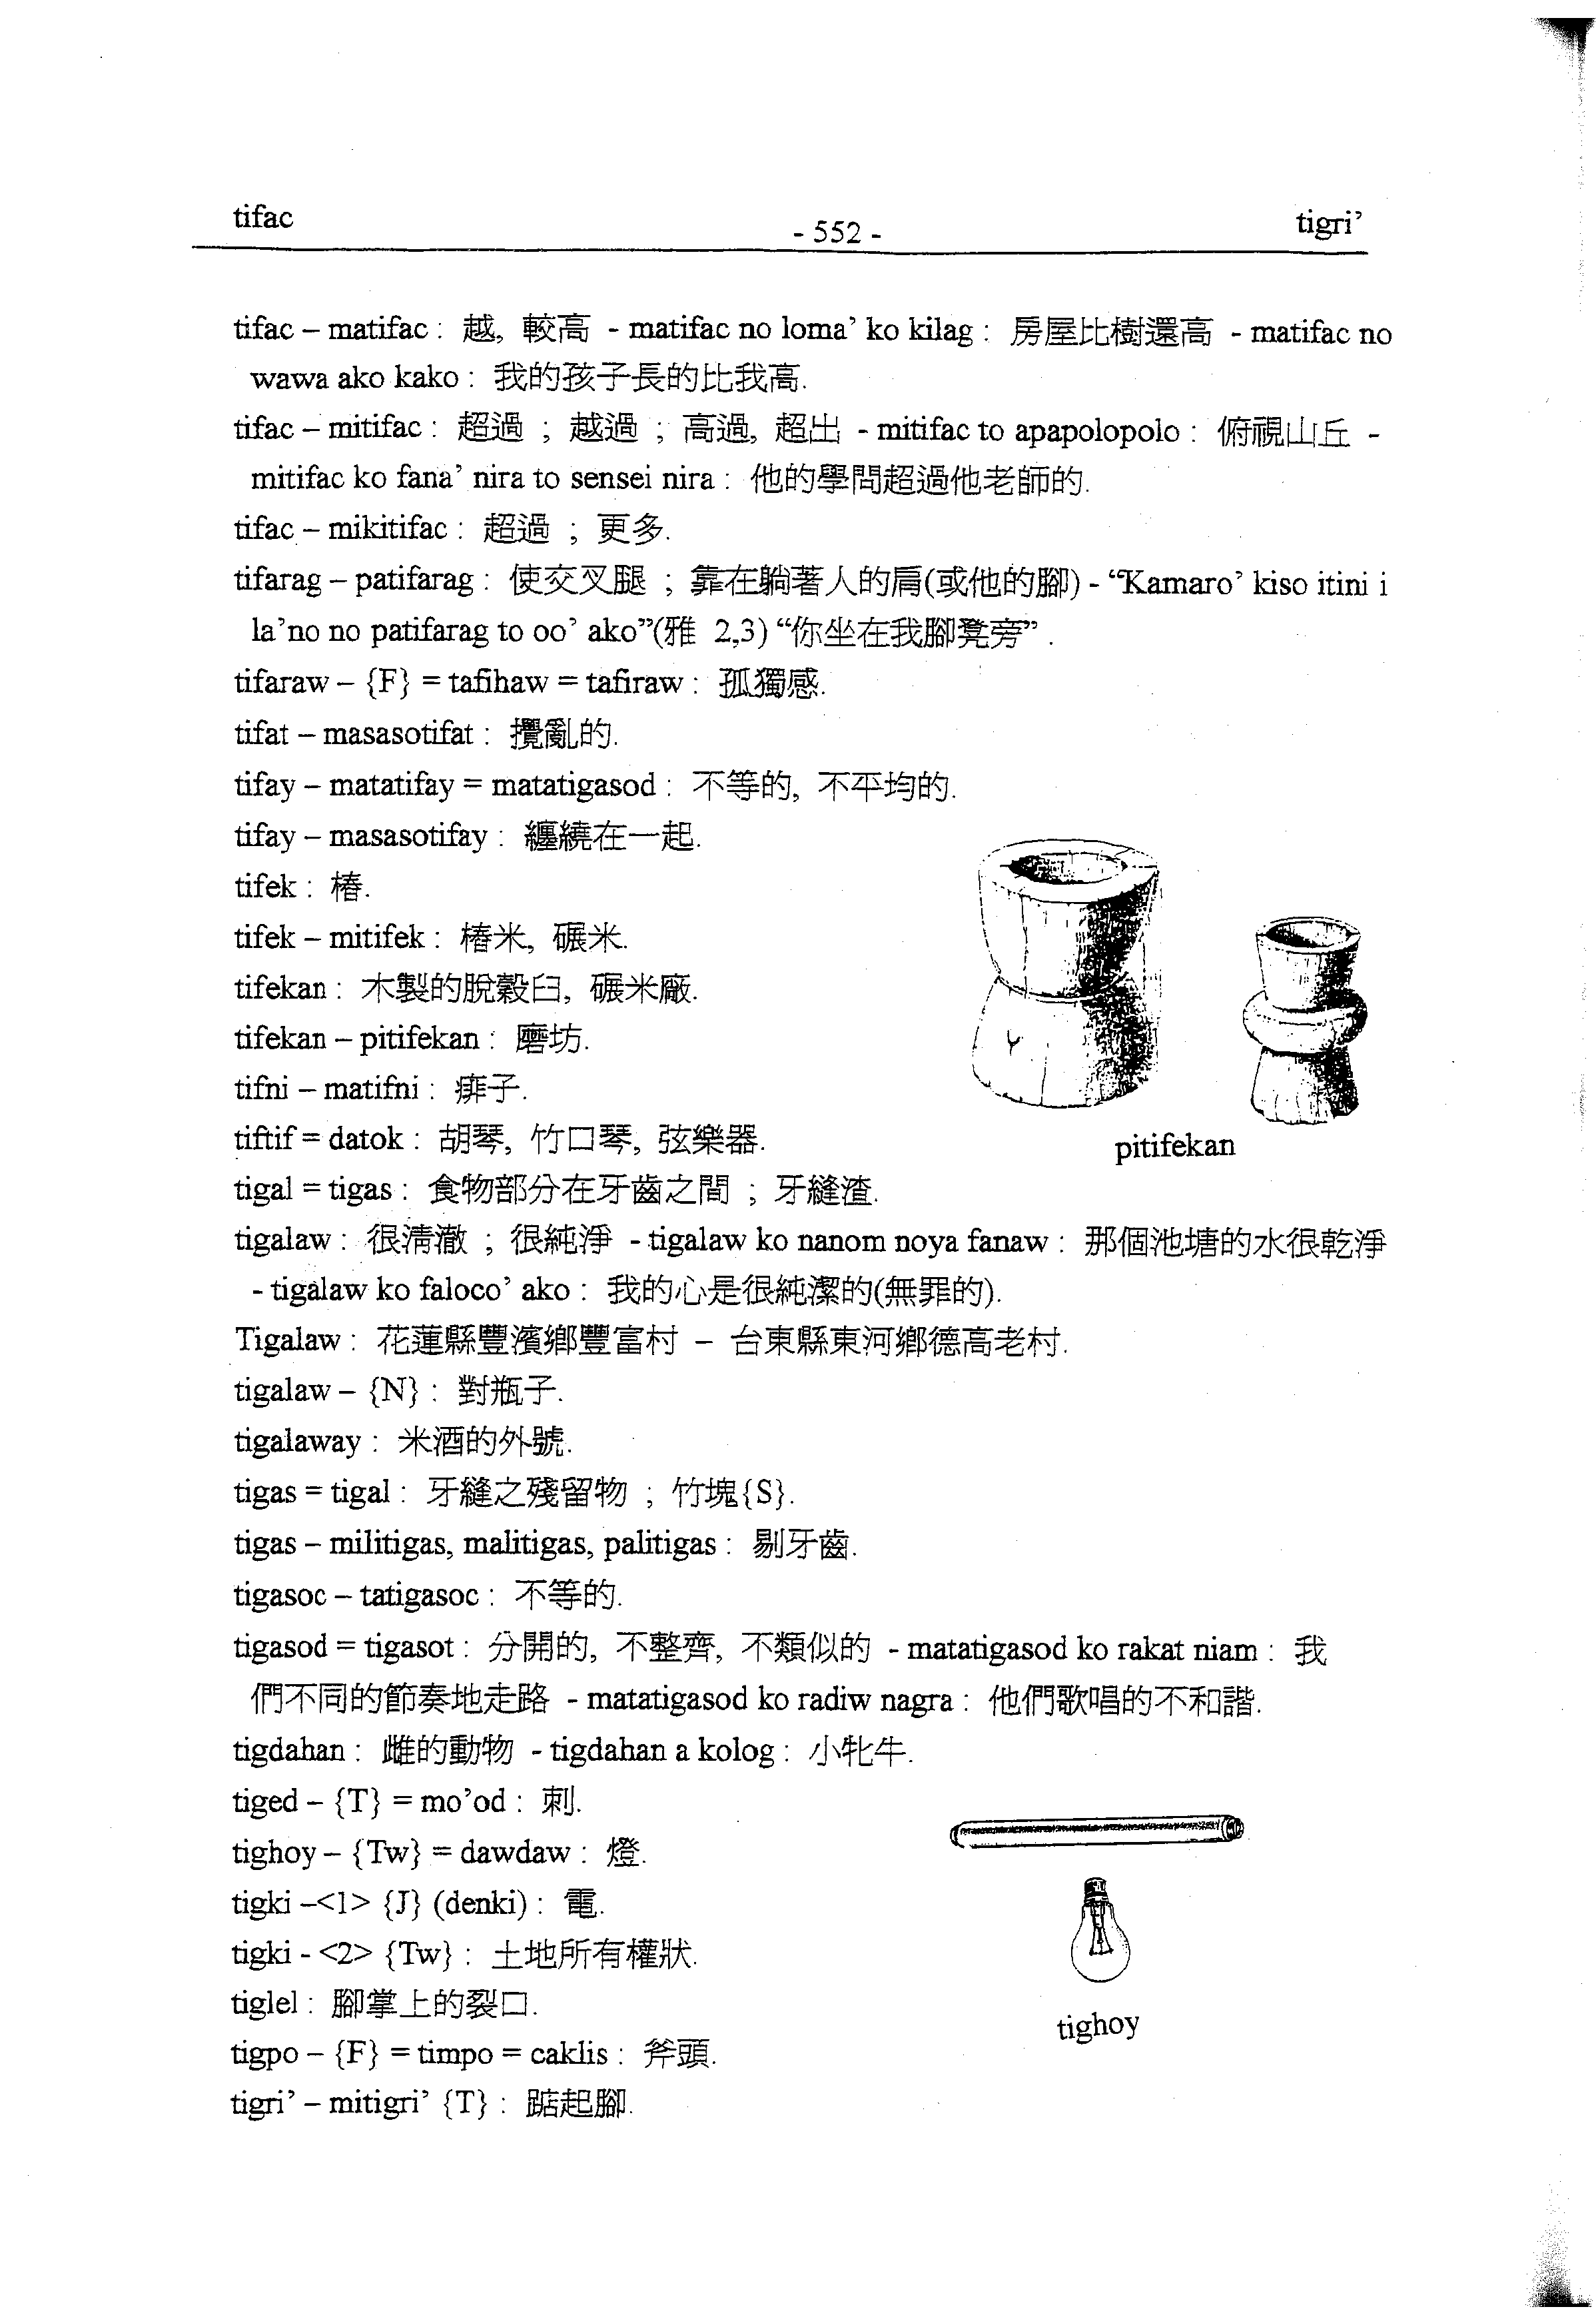 tifac
- 552 -
tigri’
tifac – matifac : 越, 較高 - matifac no loma’ ko kilag : 房屋比樹還高 - matifac no
wawa ako kako : 我的孩子長的比我高.
tifac – mitifac : 超過 ; 越過 ; 高過, 超出 - mitifac to apapolopolo : 俯視山丘 -
mitifac ko fana’ nira to sensei nira : 他的學問超過他老師的.
tifac – mikitifac : 超過 ; 更多.
tifarag – patifarag : 使交叉腿 ; 靠在躺著人的肩(或他的腳) - “Kamaro’ kiso itini i
la’no no patifarag to oo’ ako”(雅 2,3) “你坐在我腳凳旁” .
tifaraw – {F} = tafihaw = tafiraw : 孤獨感.
tifat – masasotifat : 攪亂的.
tifay – matatifay = matatigasod : 不等的, 不平均的.
tifay – masasotifay : 纏繞在一起.
tifek : 樁.
tifek – mitifek : 樁米, 碾米.
tifekan : 木製的脫穀臼, 碾米廠.
tifekan – pitifekan : 磨坊.
tifni – matifni : 痱子.
tiftif = datok : 胡琴, 竹口琴, 弦樂器.
pitifekan
tigal = tigas : 食物部分在牙齒之間 ; 牙縫渣.
tigalaw : 很清澈 ; 很純淨 - tigalaw ko nanom noya fanaw : 那個池塘的水很乾淨
- tigalaw ko faloco’ ako : 我的心是很純潔的(無罪的).
Tigalaw : 花蓮縣豐濱鄉豐富村 – 台東縣東河鄉德高老村.
tigalaw – {N} : 對瓶子.
tigalaway : 米酒的外號.
tigas = tigal : 牙縫之殘留物 ; 竹塊{S}.
tigas – militigas, malitigas, palitigas : 剔牙齒.
tigasoc – tatigasoc : 不等的.
tigasod = tigasot : 分開的, 不整齊, 不類似的 - matatigasod ko rakat niam : 我
們不同的節奏地走路 - matatigasod ko radiw nagra : 他們歌唱的不和諧.
tigdahan : 雌的動物 - tigdahan a kolog : 小牝牛.
tiged – {T} = mo’od : 刺.
tighoy – {Tw} = dawdaw : 燈.
tigki –<1> {J} (denki) : 電.
tigki - <2> {Tw} : 土地所有權狀.
tiglel : 腳掌上的裂口.
tighoy
tigpo – {F} = timpo = caklis : 斧頭.
tigri’ – mitigri’ {T} : 踮起腳.